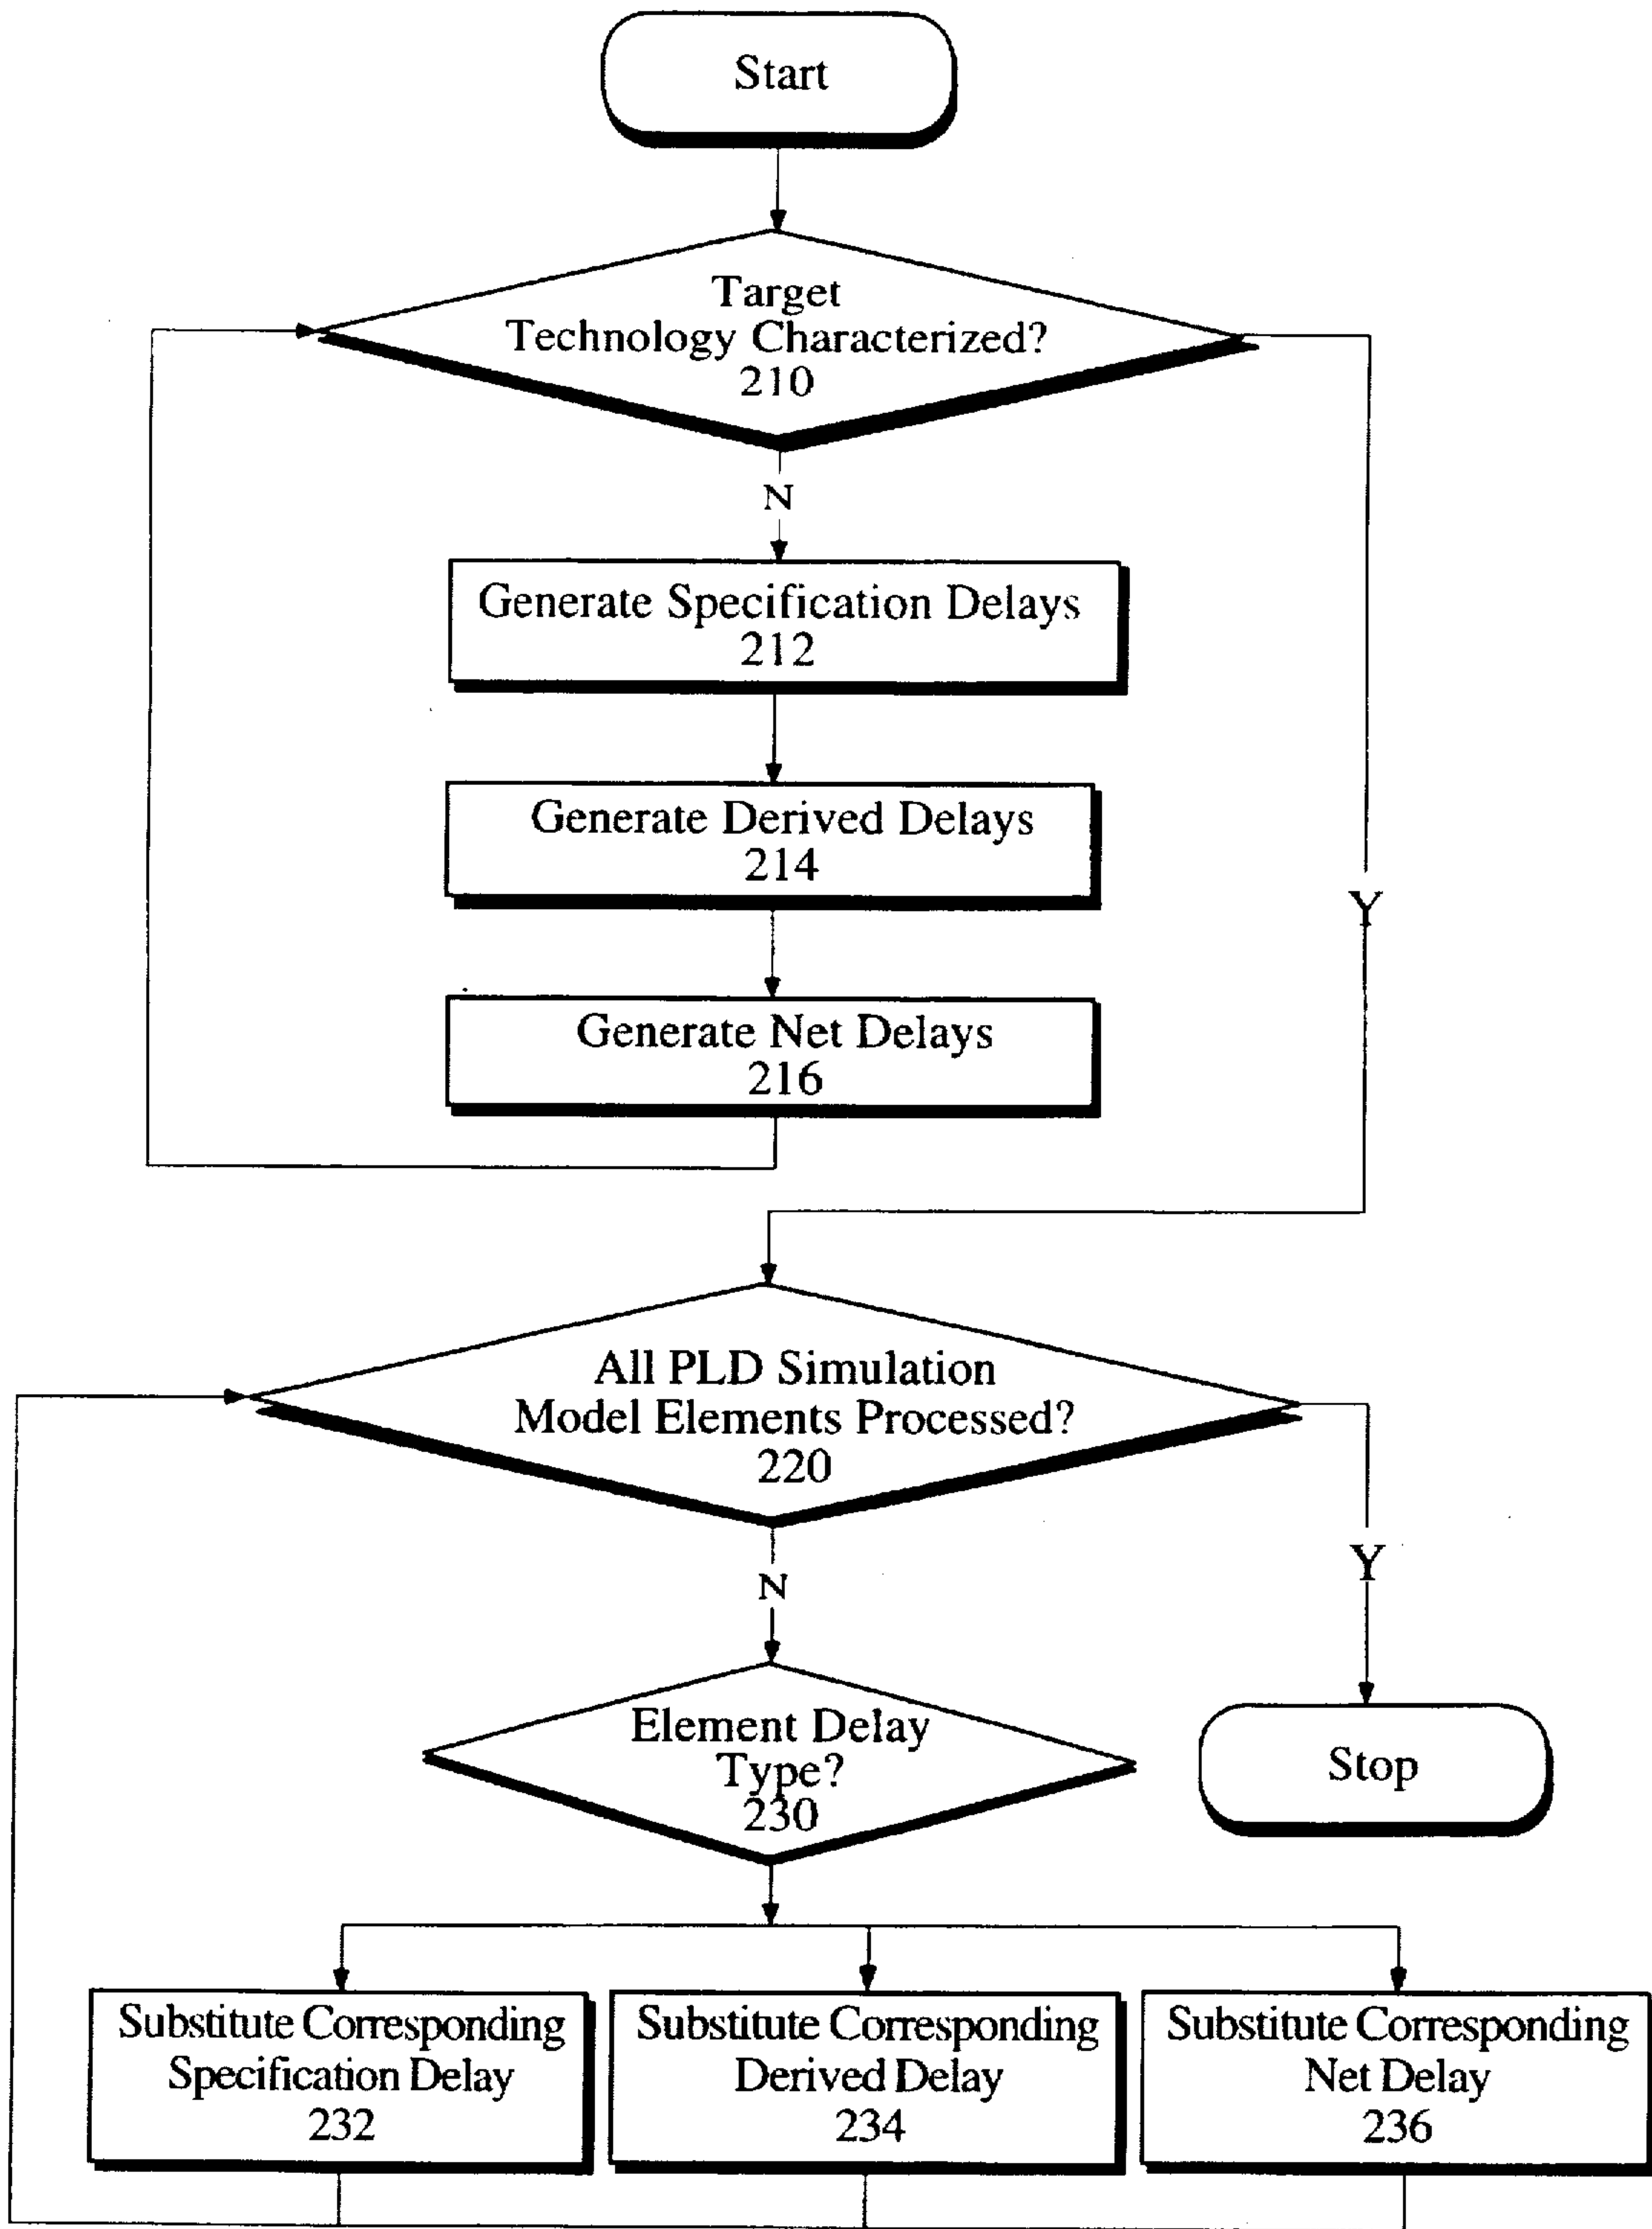 Start
Target
Technology Characterized?
210
N
Generate Specification Delays
212
Generate Derived Delays
214
Y
Generate Net Delays
216
All PLD Simulation
Model Elements Processed?
220
Y
N
Element Delay
Type?
230
Stop
Substitute Corresponding
Specification Delay
232
Substitute Corresponding
Derived Delay
234
Substitute Corresponding
Net Delay
236